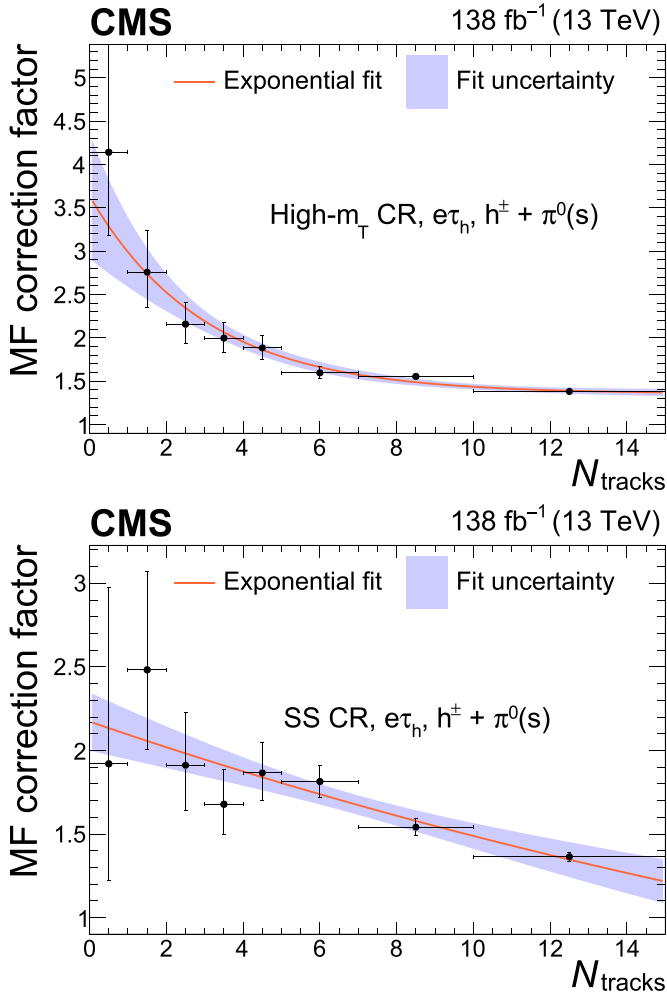 CMS 138 fb⁻¹ (13 TeV)
MF correction factor
Exponential fit Fit uncertainty
High-m_T CR, eτ_h, h^± + π⁰(s)
5
4.5
4
3.5
3
2.5
2
1.5
1
0 2 4 6 8 10 12 14
N_tracks
CMS 138 fb⁻¹ (13 TeV)
MF correction factor
Exponential fit Fit uncertainty
SS CR, eτ_h, h^± + π⁰(s)
3
2.5
2
1.5
1
0 2 4 6 8 10 12 14
N_tracks